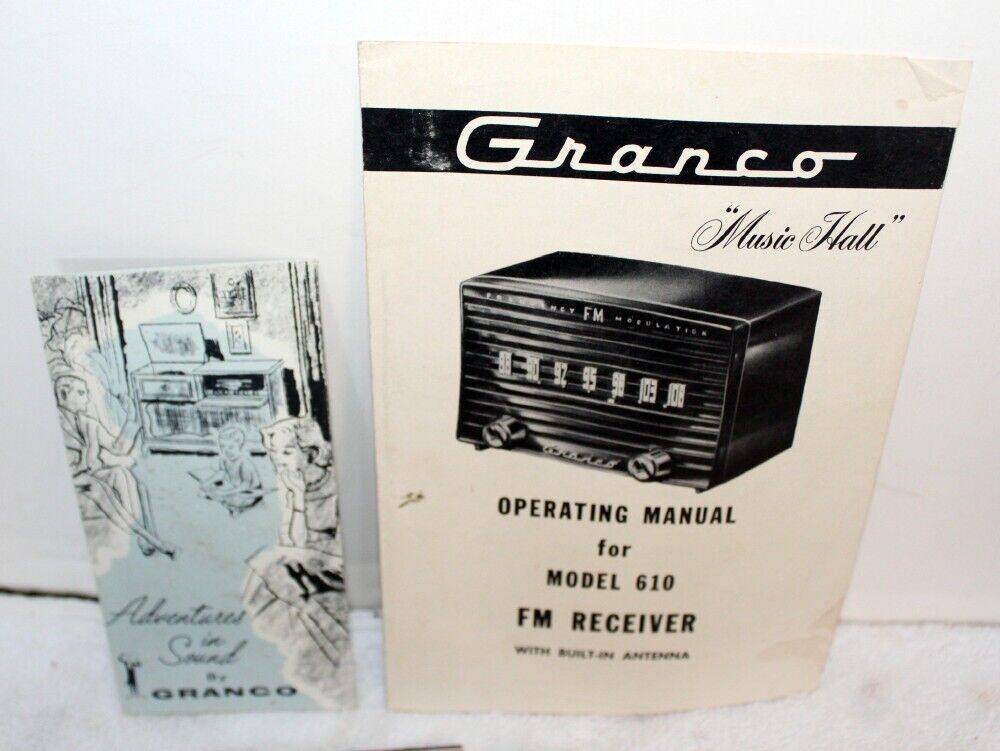 Granco
"Music Hall"
FREQUENCY FM MODULATION
88 90 92 95 98 103 108
Granco
OPERATING MANUAL
for
MODEL 610
FM RECEIVER
WITH BUILT-IN ANTENNA
Adventures
in
Sound
By
GRANCO